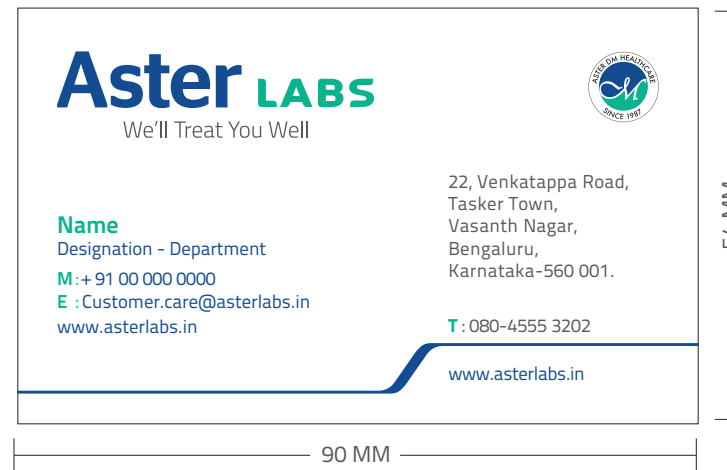 Aster LABS
We'll Treat You Well
ASTER DM HEALTHCARE
SINCE 1987
Name
Designation - Department
M : + 91 00 000 0000
E : Customer.care@asterlabs.in
www.asterlabs.in
22, Venkatappa Road,
Tasker Town,
Vasanth Nagar,
Bengaluru,
Karnataka-560 001.
T : 080-4555 3202
www.asterlabs.in
90 MM